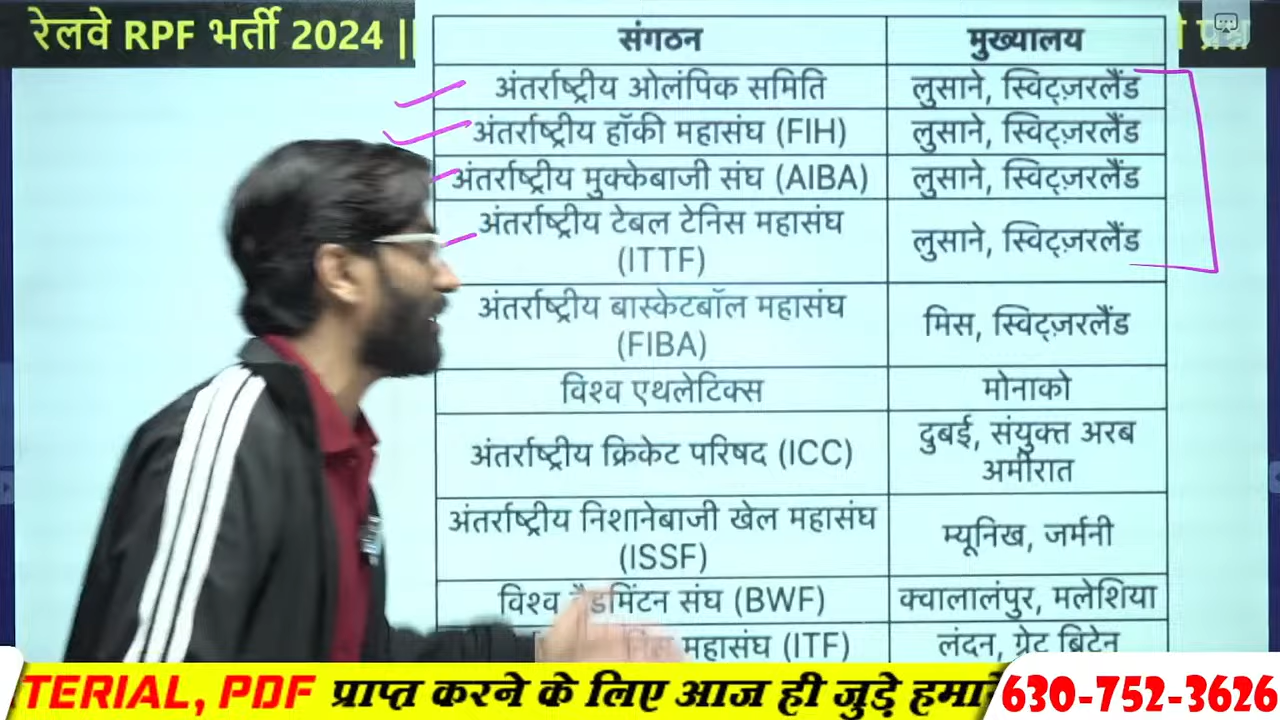 रेलवे RPF भर्ती 2024 ||
संगठन मुख्यालय
अंतर्राष्ट्रीय ओलंपिक समिति लुसाने, स्विट्ज़रलैंड
अंतर्राष्ट्रीय हॉकी महासंघ (FIH) लुसाने, स्विट्ज़रलैंड
अंतर्राष्ट्रीय मुक्केबाजी संघ (AIBA) लुसाने, स्विट्ज़रलैंड
अंतर्राष्ट्रीय टेबल टेनिस महासंघ
(ITTF) लुसाने, स्विट्ज़रलैंड
अंतर्राष्ट्रीय बास्केटबॉल महासंघ
(FIBA) मिस, स्विट्ज़रलैंड
विश्व एथलेटिक्स मोनाको
अंतर्राष्ट्रीय क्रिकेट परिषद (ICC) दुबई, संयुक्त अरब
अमीरात
अंतर्राष्ट्रीय निशानेबाजी खेल महासंघ
(ISSF) म्यूनिख, जर्मनी
विश्व बैडमिंटन संघ (BWF) क्वालालंपुर, मलेशिया
महासंघ (ITF) लंदन, ग्रेट ब्रिटेन
TERIAL, PDF प्राप्त करने के लिए आज ही जुड़े हमारे 630-752-3626